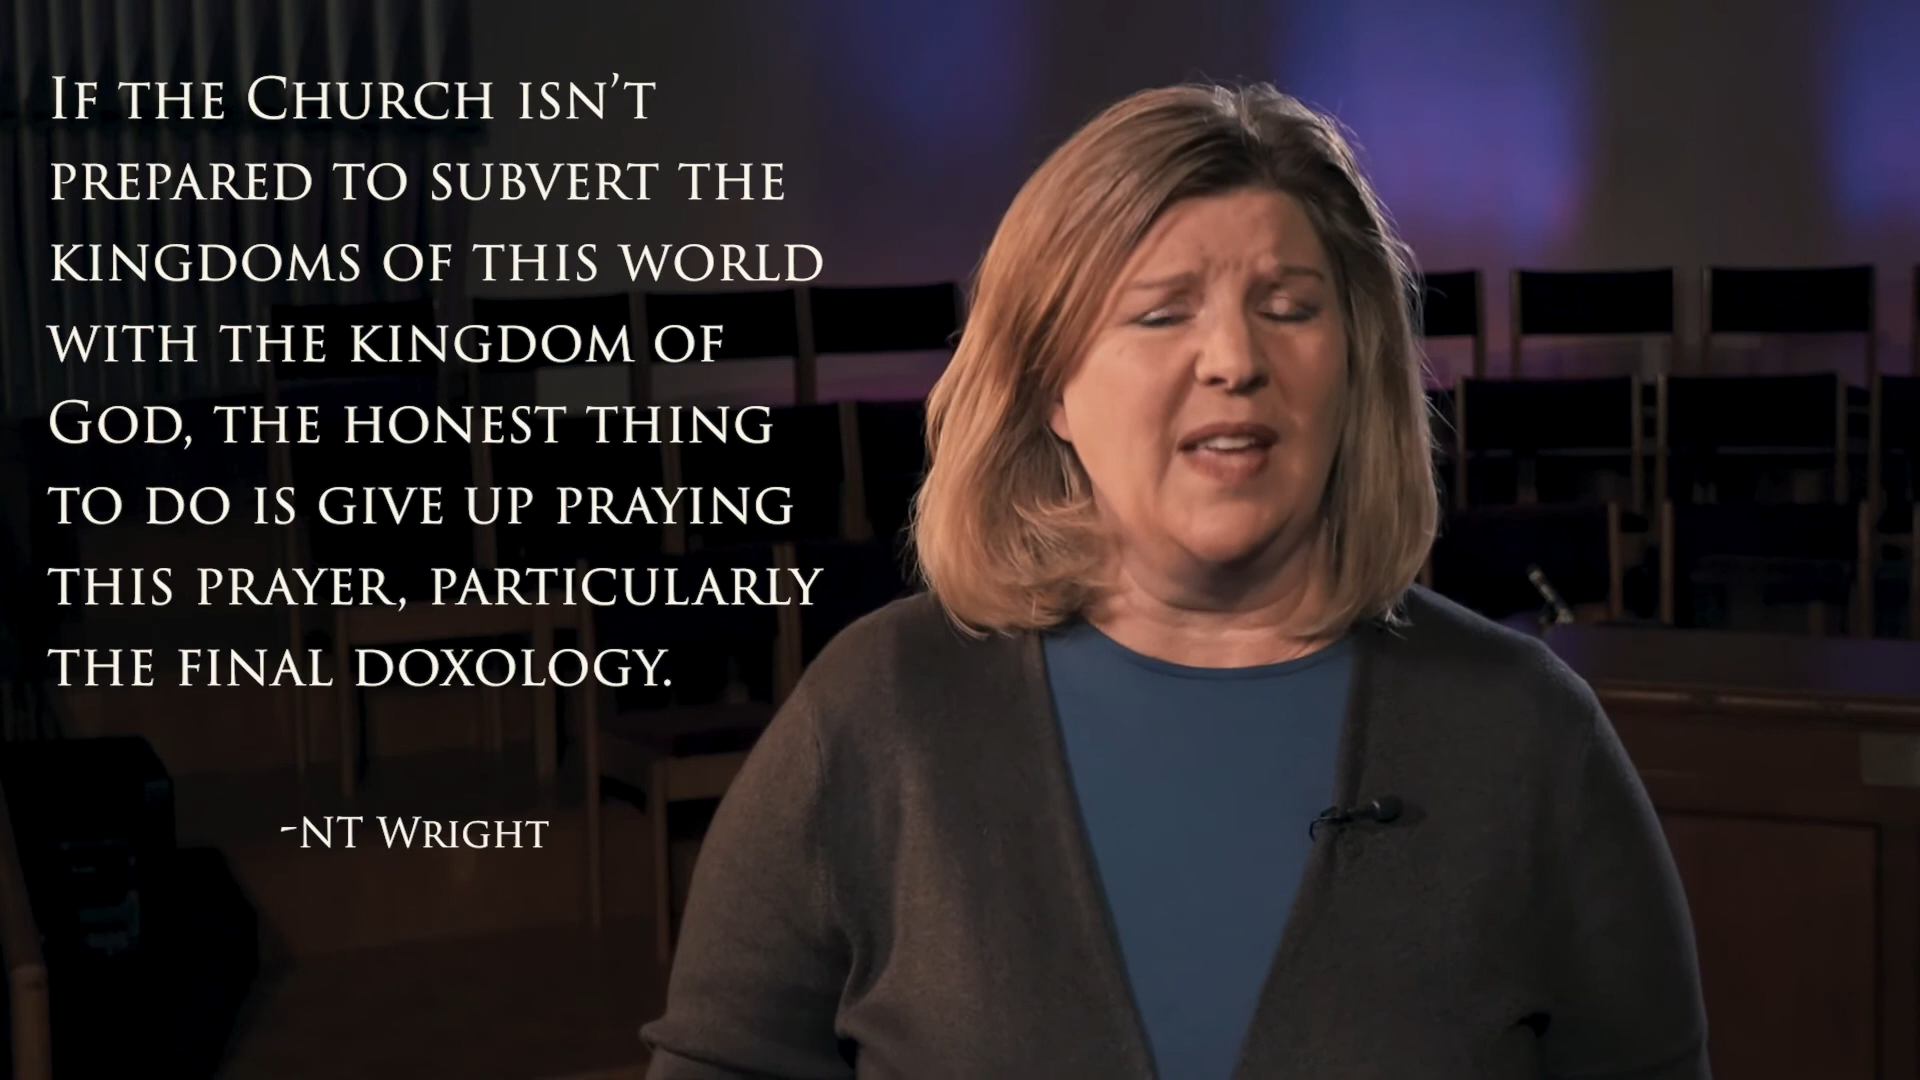 If the Church isn’t
prepared to subvert the
kingdoms of this world
with the kingdom of
God, the honest thing
to do is give up praying
this prayer, particularly
the final doxology.
-NT Wright